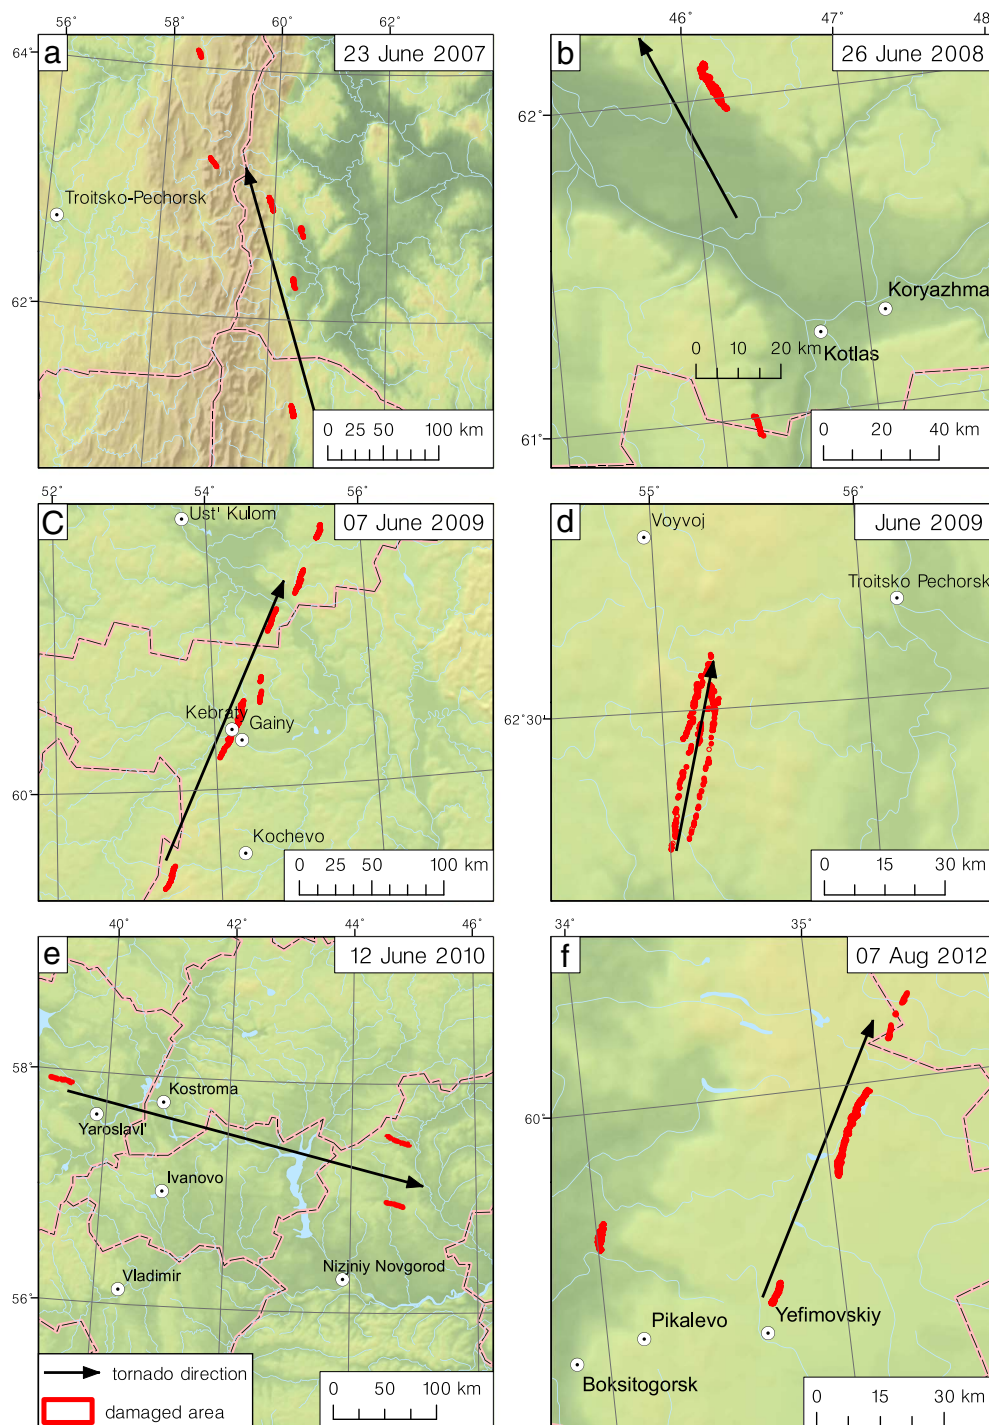 56° 58° 60° 62°
64°
a
23 June 2007
Troitsko-Pechorsk
62°
0 25 50 100 km
46° 47° 48
b
26 June 2008
62°
Koryazhma
Kotlas
0 10 20 km
61°
0 20 40 km
52° 54° 56°
c
07 June 2009
Ust' Kulom
Kebraty
Gainy
60°
Kochevo
0 25 50 100 km
55° 56°
d
June 2009
Voyvoj
Troitsko Pechorsk
62°30'
0 15 30 km
40° 42° 44° 46°
e
12 June 2010
58°
Kostroma
Yaroslavl'
Ivanovo
Vladimir
Nizjniy Novgorod
56°
tornado direction
damaged area
0 25 50 100 km
34° 35°
f
07 Aug 2012
60°
Pikalevo
Yefimovskiy
Boksitogorsk
0 15 30 km